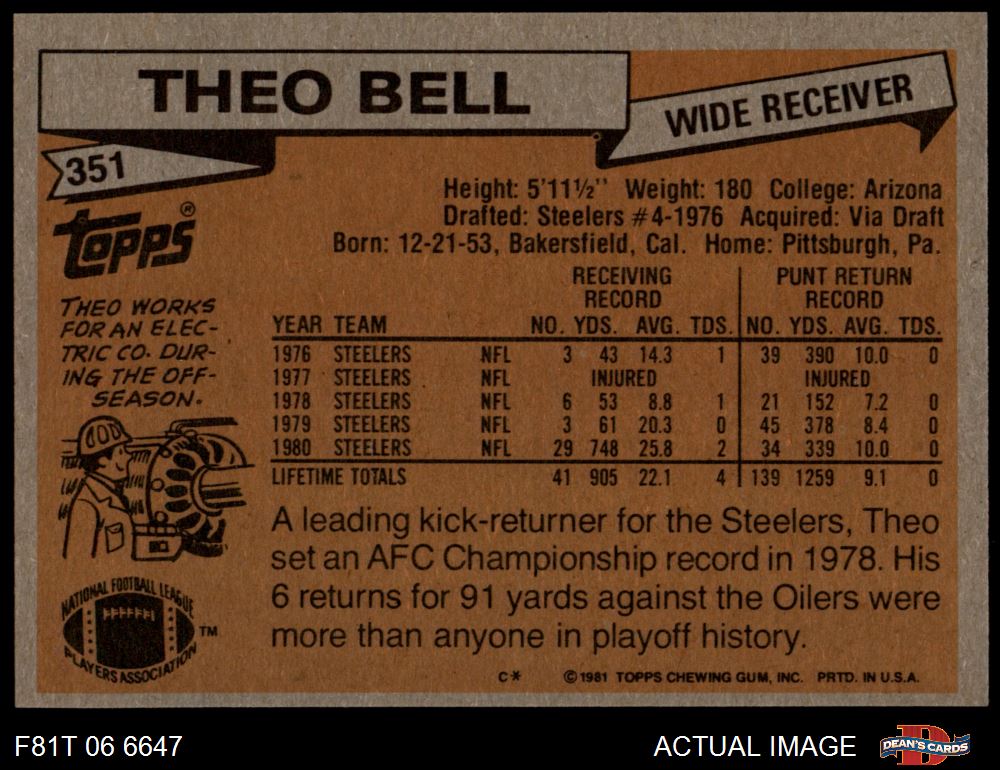 THEO BELL
WIDE RECEIVER
351
Topps®
Height: 5'11½" Weight: 180 College: Arizona
Drafted: Steelers #4-1976 Acquired: Via Draft
Born: 12-21-53, Bakersfield, Cal. Home: Pittsburgh, Pa.
THEO WORKS
FOR AN ELEC-
TRIC CO. DUR-
ING THE OFF-
SEASON.
RECEIVING PUNT RETURN
RECORD RECORD
YEAR TEAM NO. YDS. AVG. TDS. NO. YDS. AVG. TDS.
1976 STEELERS NFL 3 43 14.3 1 39 390 10.0 0
1977 STEELERS NFL INJURED INJURED
1978 STEELERS NFL 6 53 8.8 1 21 152 7.2 0
1979 STEELERS NFL 3 61 20.3 0 45 378 8.4 0
1980 STEELERS NFL 29 748 25.8 2 34 339 10.0 0
LIFETIME TOTALS 41 905 22.1 4 139 1259 9.1 0
A leading kick-returner for the Steelers, Theo
set an AFC Championship record in 1978. His
6 returns for 91 yards against the Oilers were
more than anyone in playoff history.
NATIONAL FOOTBALL LEAGUE
PLAYERS ASSOCIATION
TM
C* ©1981 TOPPS CHEWING GUM, INC. PRTD. IN U.S.A.
F81T 06 6647
ACTUAL IMAGE
D
DEAN'S CARDS